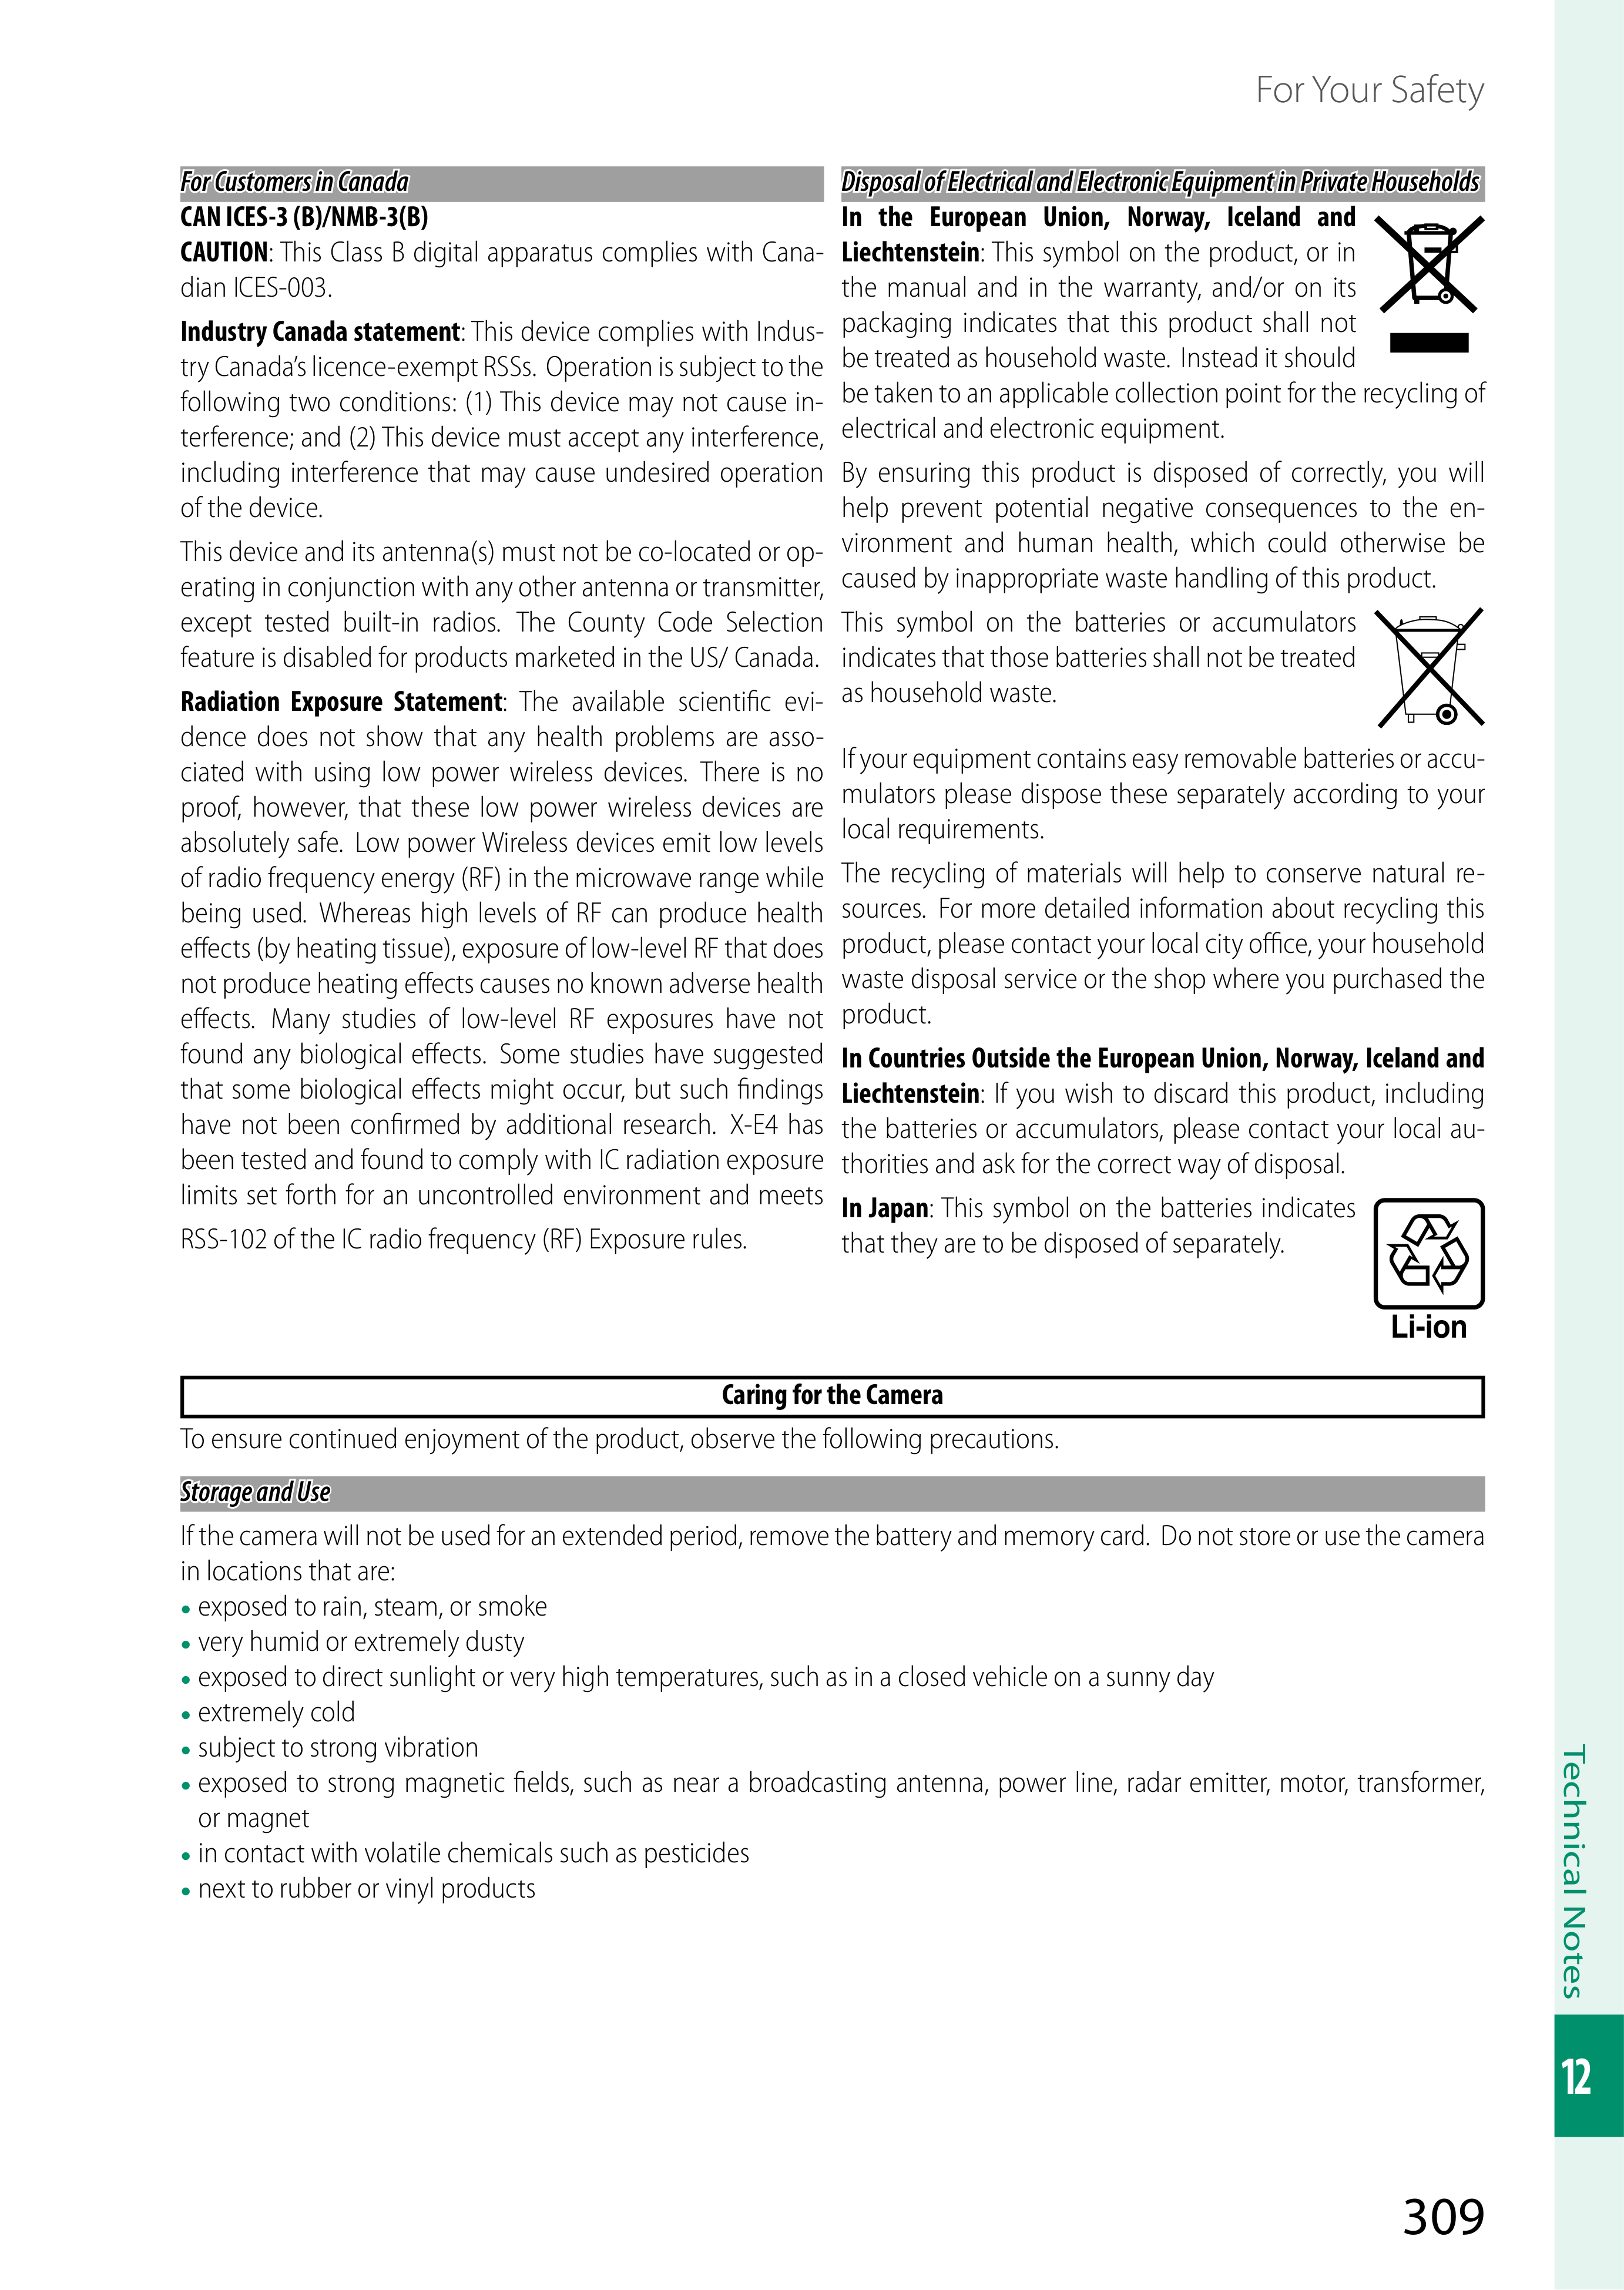 For Your Safety
For Customers in Canada
CAN ICES-3 (B)/NMB-3(B)
CAUTION: This Class B digital apparatus complies with Cana-
dian ICES-003.
Industry Canada statement: This device complies with Indus-
try Canada’s licence-exempt RSSs. Operation is subject to the
following two conditions: (1) This device may not cause in-
terference; and (2) This device must accept any interference,
including interference that may cause undesired operation
of the device.
This device and its antenna(s) must not be co-located or op-
erating in conjunction with any other antenna or transmitter,
except tested built-in radios. The County Code Selection
feature is disabled for products marketed in the US/ Canada.
Radiation Exposure Statement: The available scientific evi-
dence does not show that any health problems are asso-
ciated with using low power wireless devices. There is no
proof, however, that these low power wireless devices are
absolutely safe. Low power Wireless devices emit low levels
of radio frequency energy (RF) in the microwave range while
being used. Whereas high levels of RF can produce health
effects (by heating tissue), exposure of low-level RF that does
not produce heating effects causes no known adverse health
effects. Many studies of low-level RF exposures have not
found any biological effects. Some studies have suggested
that some biological effects might occur, but such findings
have not been confirmed by additional research. X-E4 has
been tested and found to comply with IC radiation exposure
limits set forth for an uncontrolled environment and meets
RSS-102 of the IC radio frequency (RF) Exposure rules.
Disposal of Electrical and Electronic Equipment in Private Households
In the European Union, Norway, Iceland and
Liechtenstein: This symbol on the product, or in
the manual and in the warranty, and/or on its
packaging indicates that this product shall not
be treated as household waste. Instead it should
be taken to an applicable collection point for the recycling of
electrical and electronic equipment.
By ensuring this product is disposed of correctly, you will
help prevent potential negative consequences to the en-
vironment and human health, which could otherwise be
caused by inappropriate waste handling of this product.
This symbol on the batteries or accumulators
indicates that those batteries shall not be treated
as household waste.
If your equipment contains easy removable batteries or accu-
mulators please dispose these separately according to your
local requirements.
The recycling of materials will help to conserve natural re-
sources. For more detailed information about recycling this
product, please contact your local city office, your household
waste disposal service or the shop where you purchased the
product.
In Countries Outside the European Union, Norway, Iceland and
Liechtenstein: If you wish to discard this product, including
the batteries or accumulators, please contact your local au-
thorities and ask for the correct way of disposal.
In Japan: This symbol on the batteries indicates
that they are to be disposed of separately.
Li-ion
Caring for the Camera
To ensure continued enjoyment of the product, observe the following precautions.
Storage and Use
If the camera will not be used for an extended period, remove the battery and memory card. Do not store or use the camera
in locations that are:
• exposed to rain, steam, or smoke
• very humid or extremely dusty
• exposed to direct sunlight or very high temperatures, such as in a closed vehicle on a sunny day
• extremely cold
• subject to strong vibration
• exposed to strong magnetic fields, such as near a broadcasting antenna, power line, radar emitter, motor, transformer,
or magnet
• in contact with volatile chemicals such as pesticides
• next to rubber or vinyl products
Technical Notes
12
309